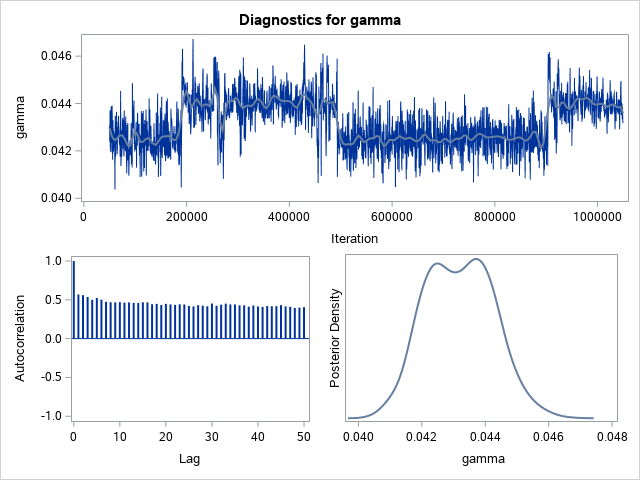 Diagnostics for gamma
gamma
0.046
0.044
0.042
0.040
0 200000 400000 600000 800000 1000000
Iteration
Autocorrelation
1.0
0.5
0.0
-0.5
-1.0
0 10 20 30 40 50
Lag
Posterior Density
0.040 0.042 0.044 0.046 0.048
gamma